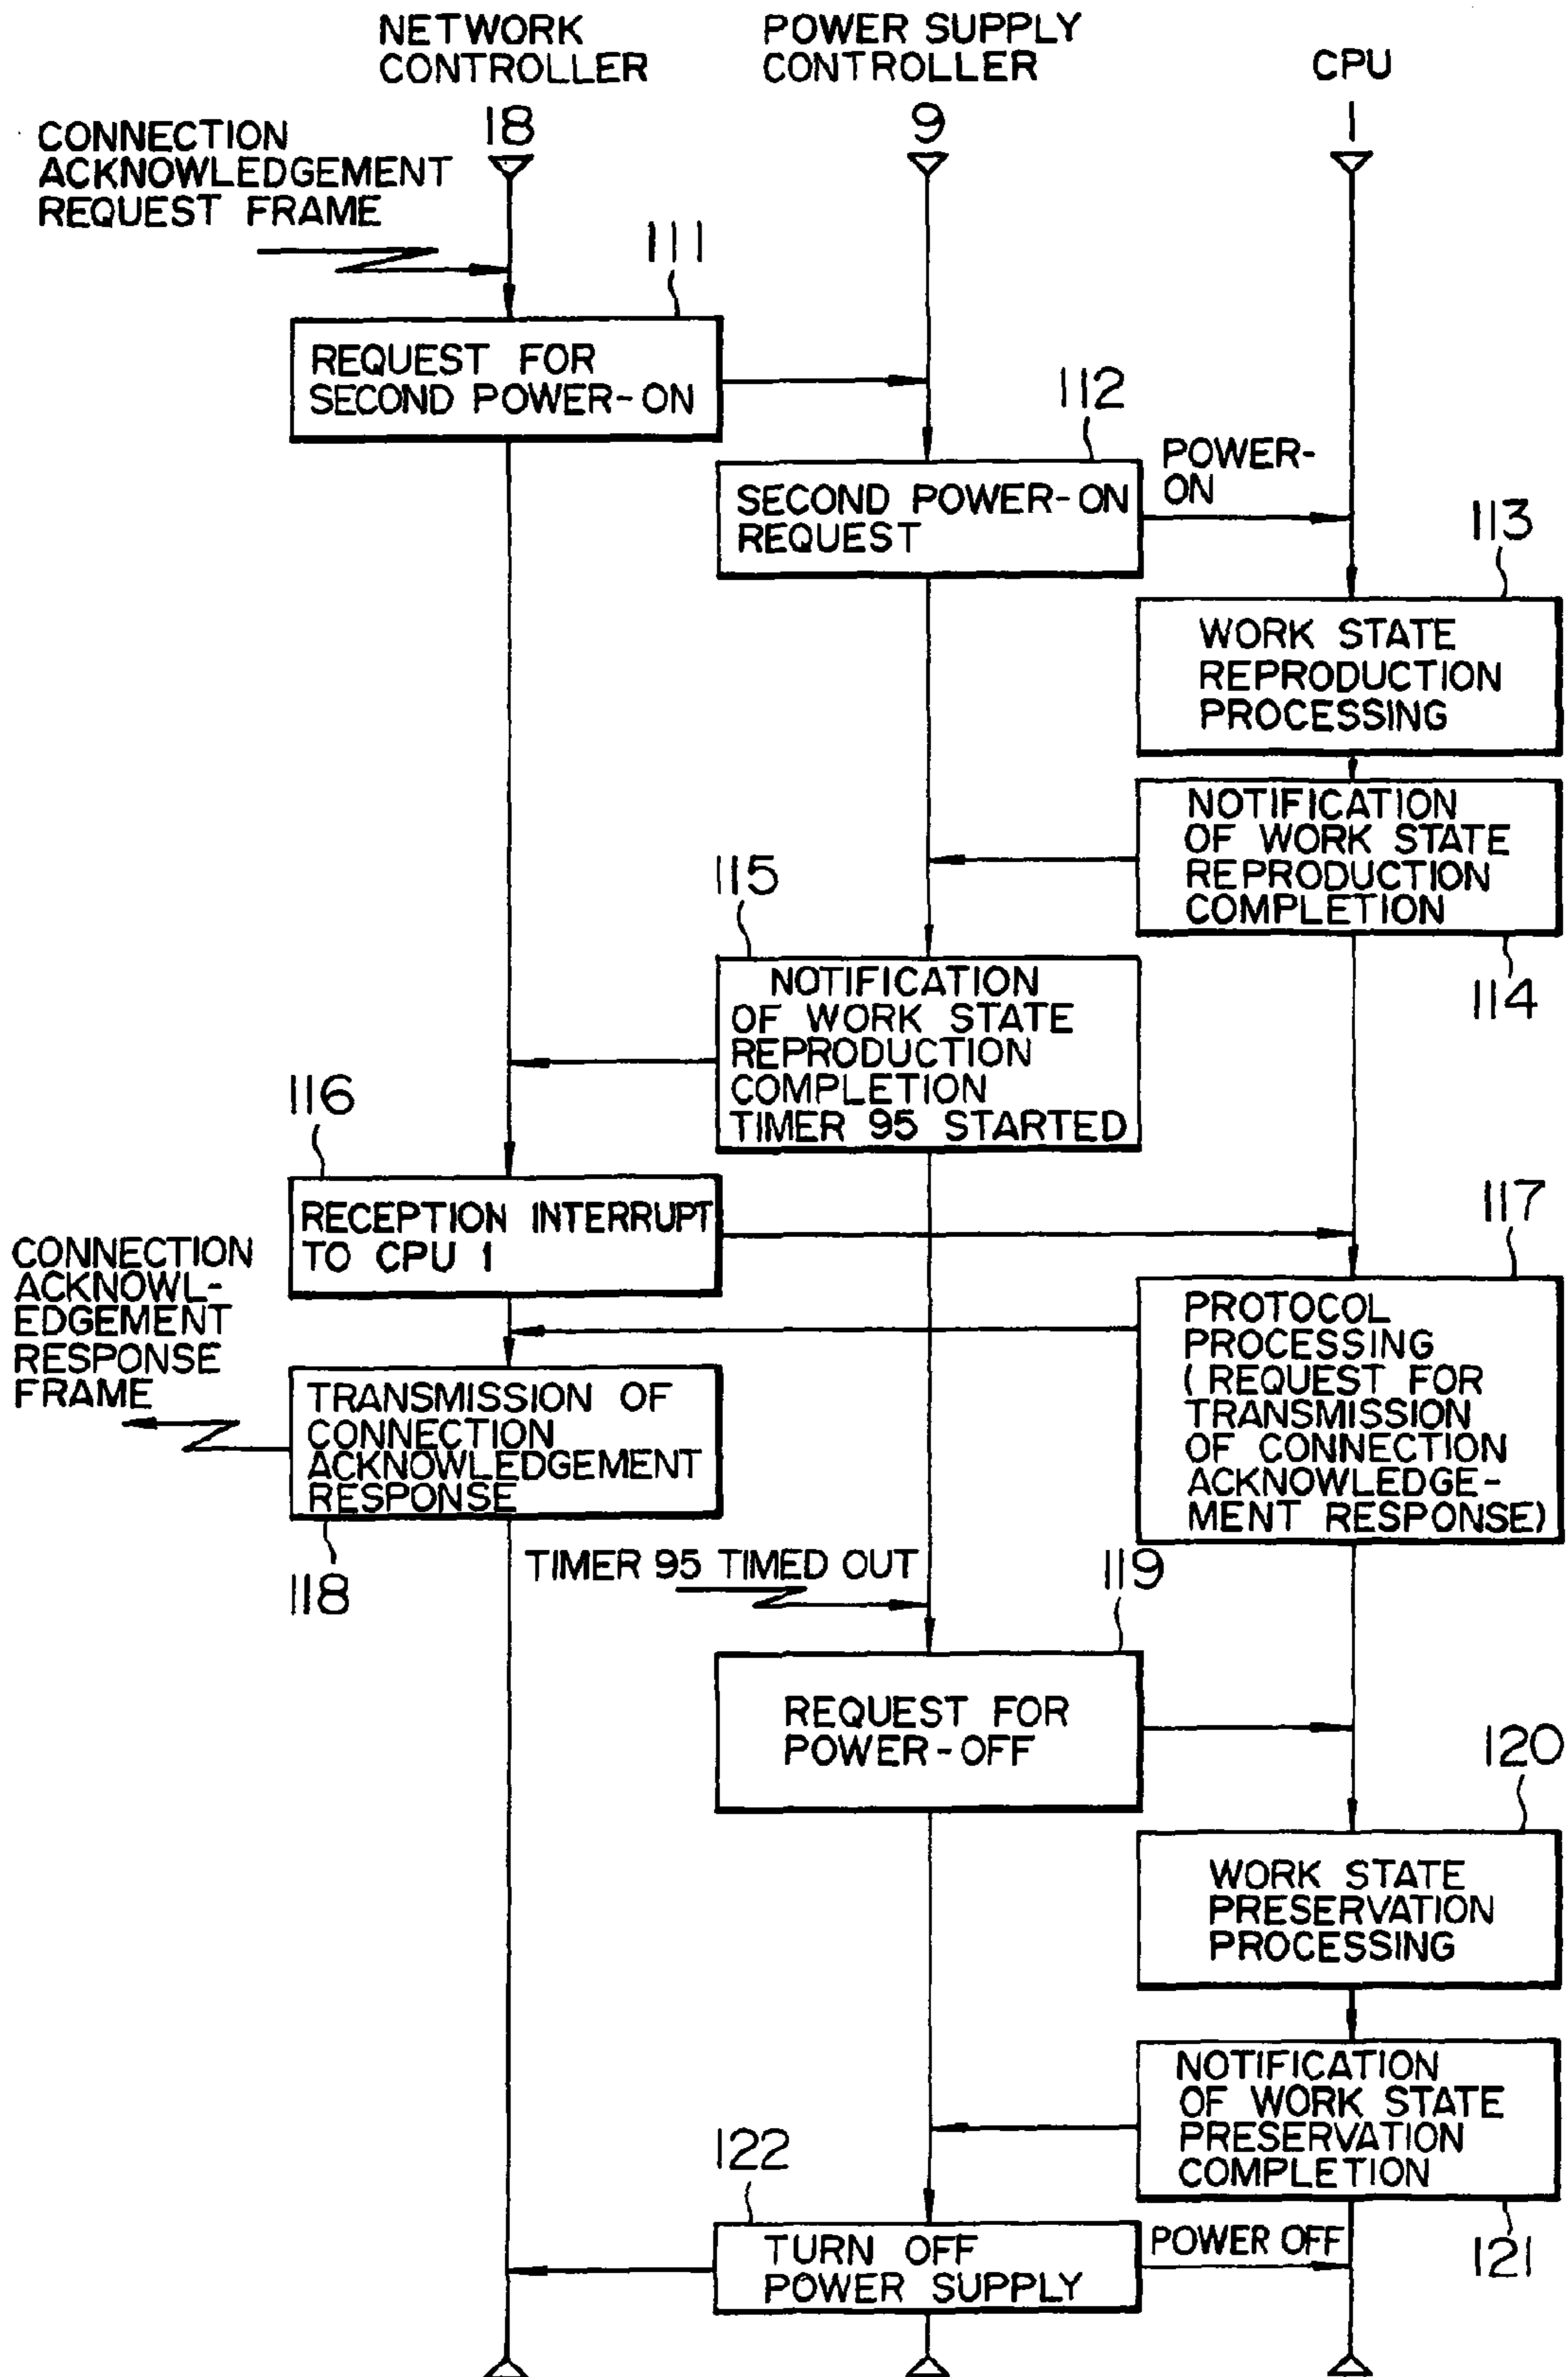 NETWORK
CONTROLLER
18
POWER SUPPLY
CONTROLLER
9
CPU
1
CONNECTION
ACKNOWLEDGEMENT
REQUEST FRAME
111
REQUEST FOR
SECOND POWER-ON
112
SECOND POWER-ON
REQUEST
POWER-
ON
113
WORK STATE
REPRODUCTION
PROCESSING
NOTIFICATION
OF WORK STATE
REPRODUCTION
COMPLETION
114
115
NOTIFICATION
OF WORK STATE
REPRODUCTION
COMPLETION
TIMER 95 STARTED
116
RECEPTION INTERRUPT
TO CPU 1
117
PROTOCOL
PROCESSING
(REQUEST FOR
TRANSMISSION
OF CONNECTION
ACKNOWLEDGE-
MENT RESPONSE)
CONNECTION
ACKNOWL-
EDGEMENT
RESPONSE
FRAME
TRANSMISSION OF
CONNECTION
ACKNOWLEDGEMENT
RESPONSE
118
TIMER 95 TIMED OUT
119
REQUEST FOR
POWER-OFF
120
WORK STATE
PRESERVATION
PROCESSING
NOTIFICATION
OF WORK STATE
PRESERVATION
COMPLETION
121
122
TURN OFF
POWER SUPPLY
POWER OFF